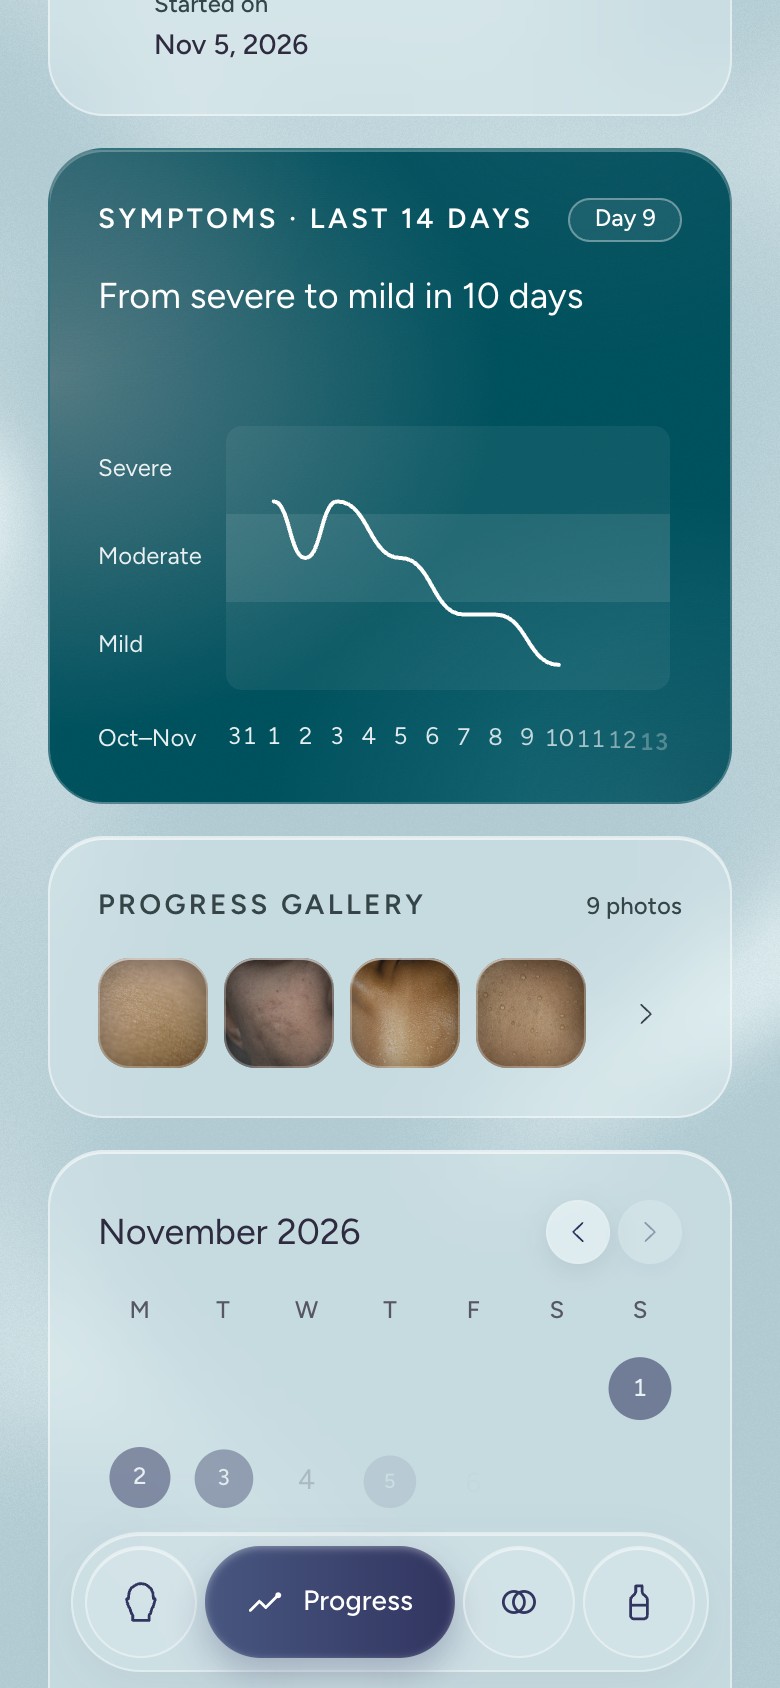 Started on
Nov 5, 2026
SYMPTOMS · LAST 14 DAYS
Day 9
From severe to mild in 10 days
Severe
Moderate
Mild
Oct–Nov 31 1 2 3 4 5 6 7 8 9 10 11 12 13
PROGRESS GALLERY
9 photos
November 2026
M T W T F S S
1
2 3 4 5 6
Progress